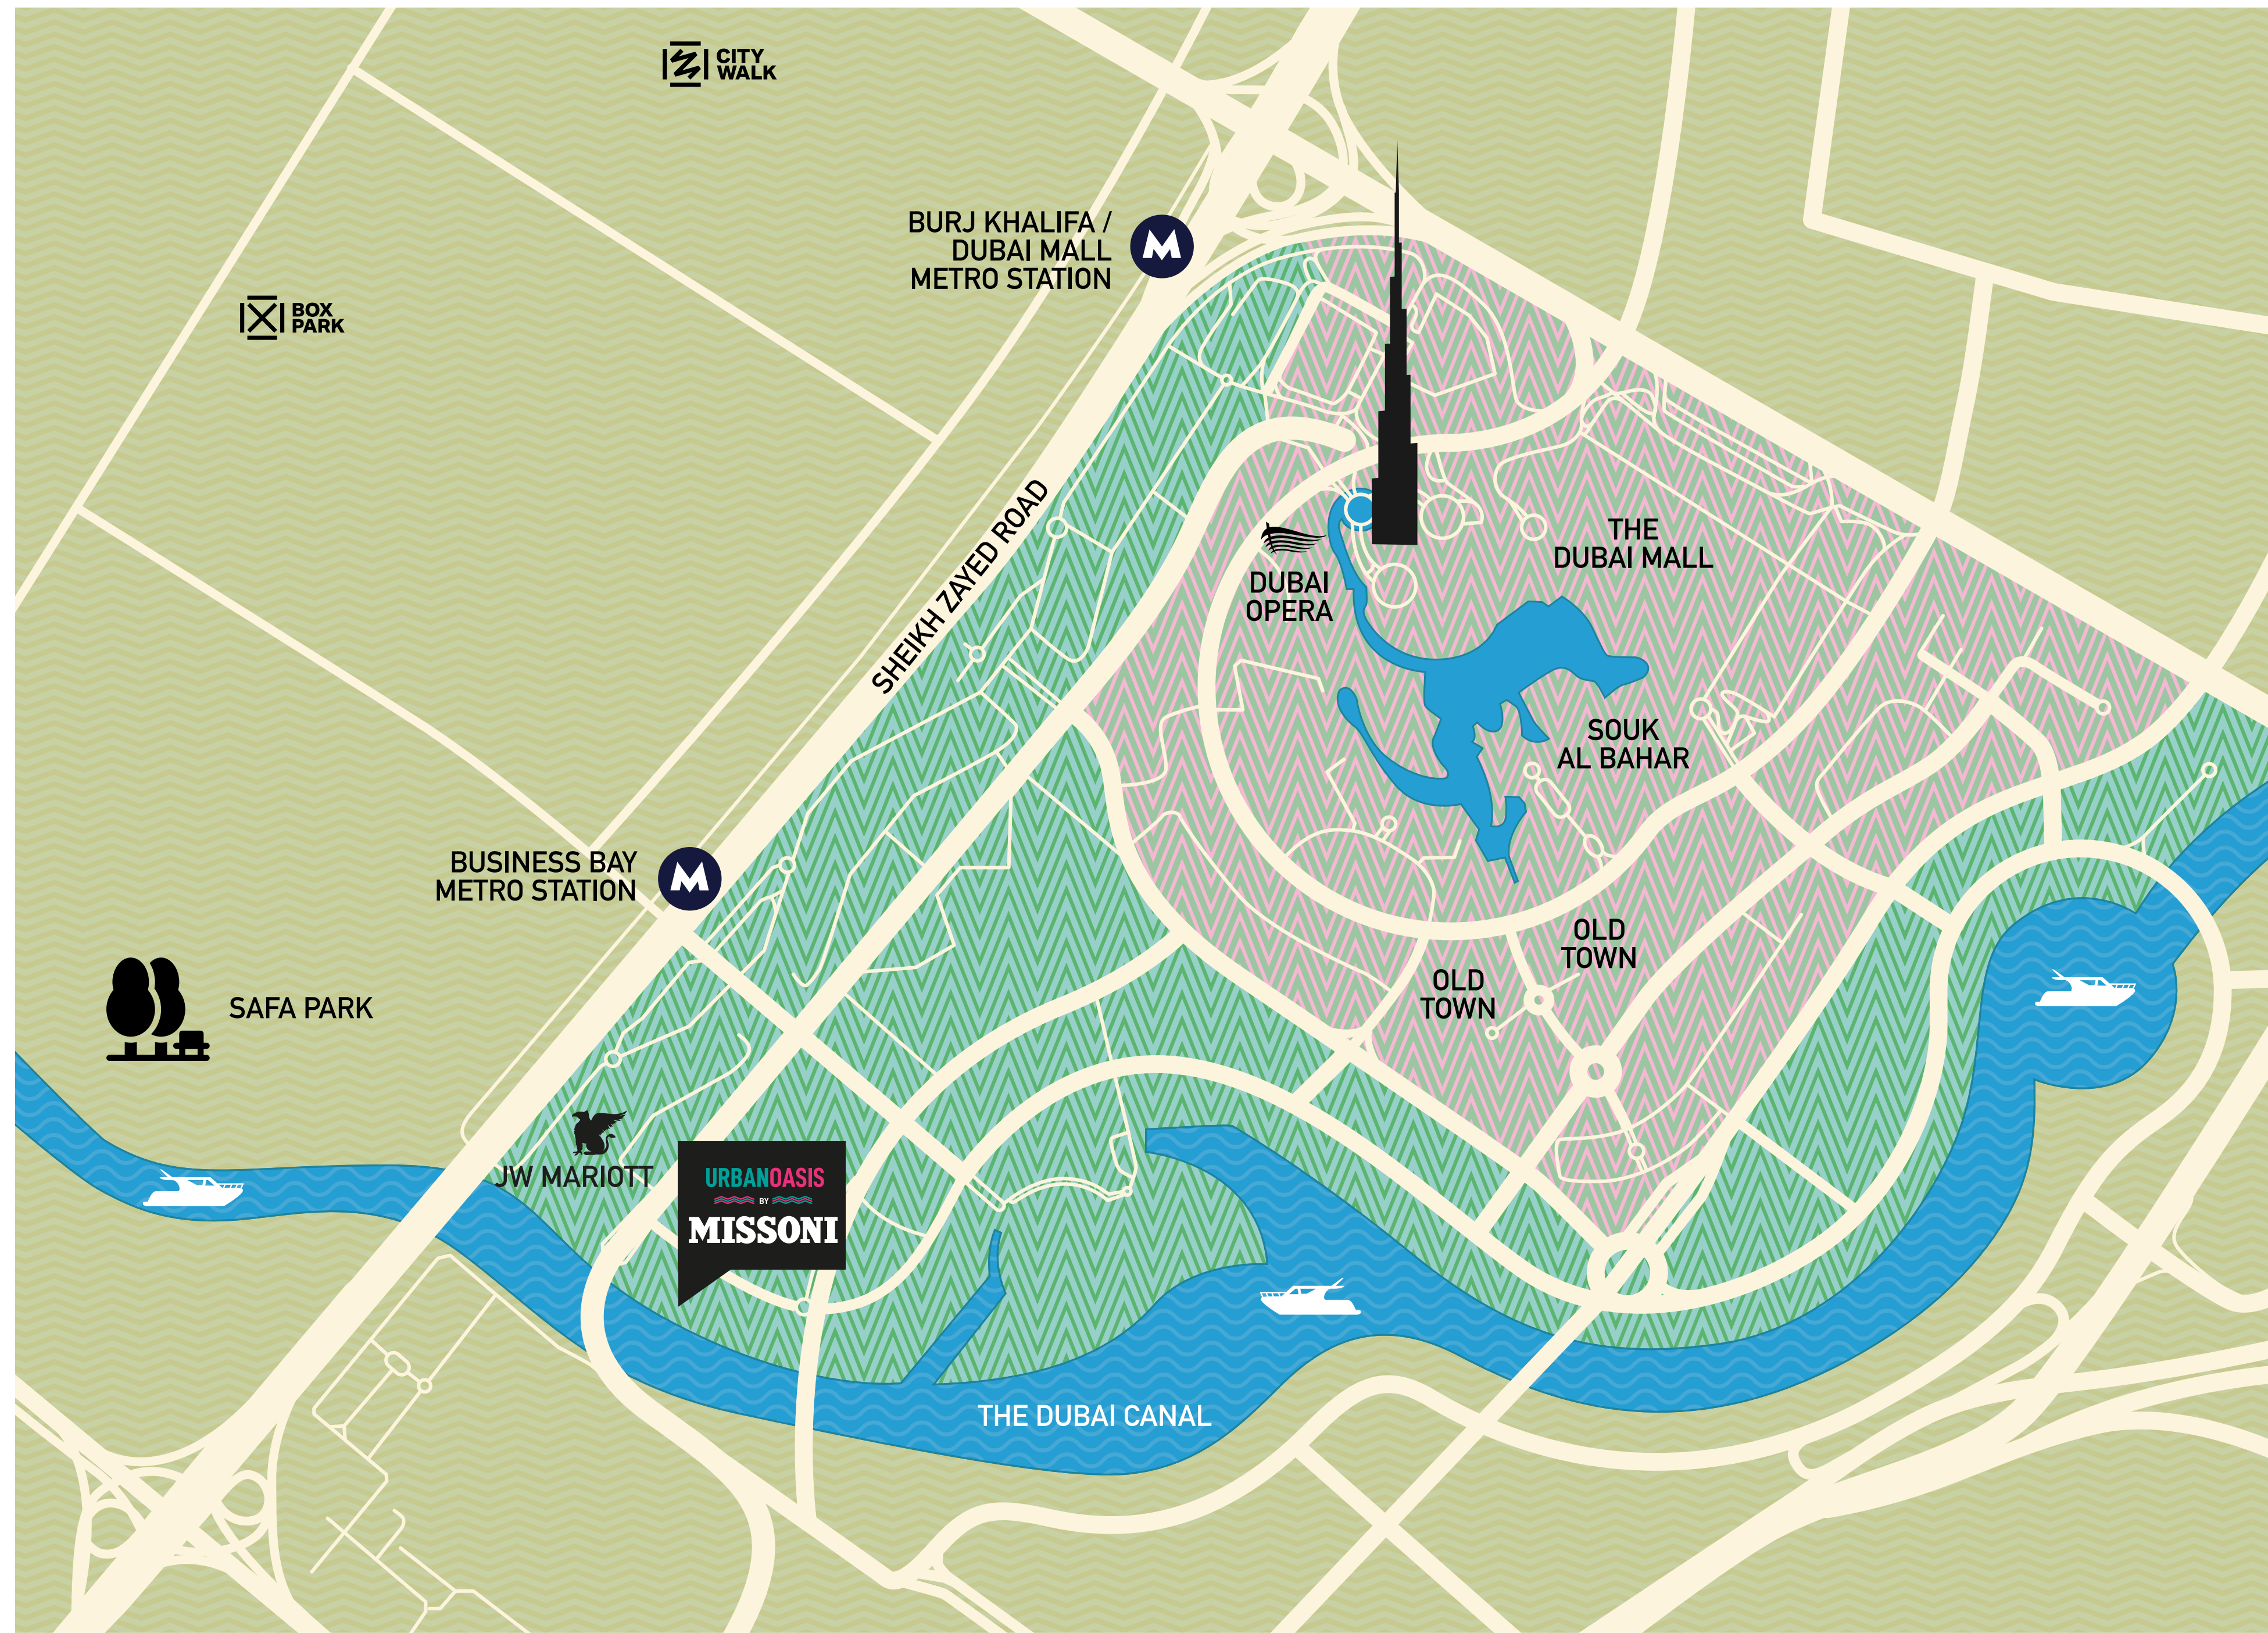 CITY
WALK
BURJ KHALIFA /
DUBAI MALL
METRO STATION
BOX
PARK
SHEIKH ZAYED ROAD
THE
DUBAI MALL
DUBAI
OPERA
SOUK
AL BAHAR
BUSINESS BAY
METRO STATION
OLD
TOWN
OLD
TOWN
SAFA PARK
JW MARIOTT
URBANOASIS
BY
MISSONI
THE DUBAI CANAL